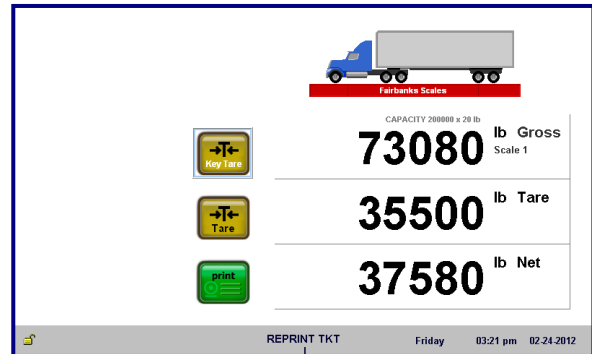 Fairbanks Scales
CAPACITY 200000 x 20 lb
73080 lb Gross
Scale 1
Key Tare
35500 lb Tare
Tare
37580 lb Net
print
REPRINT TKT Friday 03:21 pm 02-24-2012